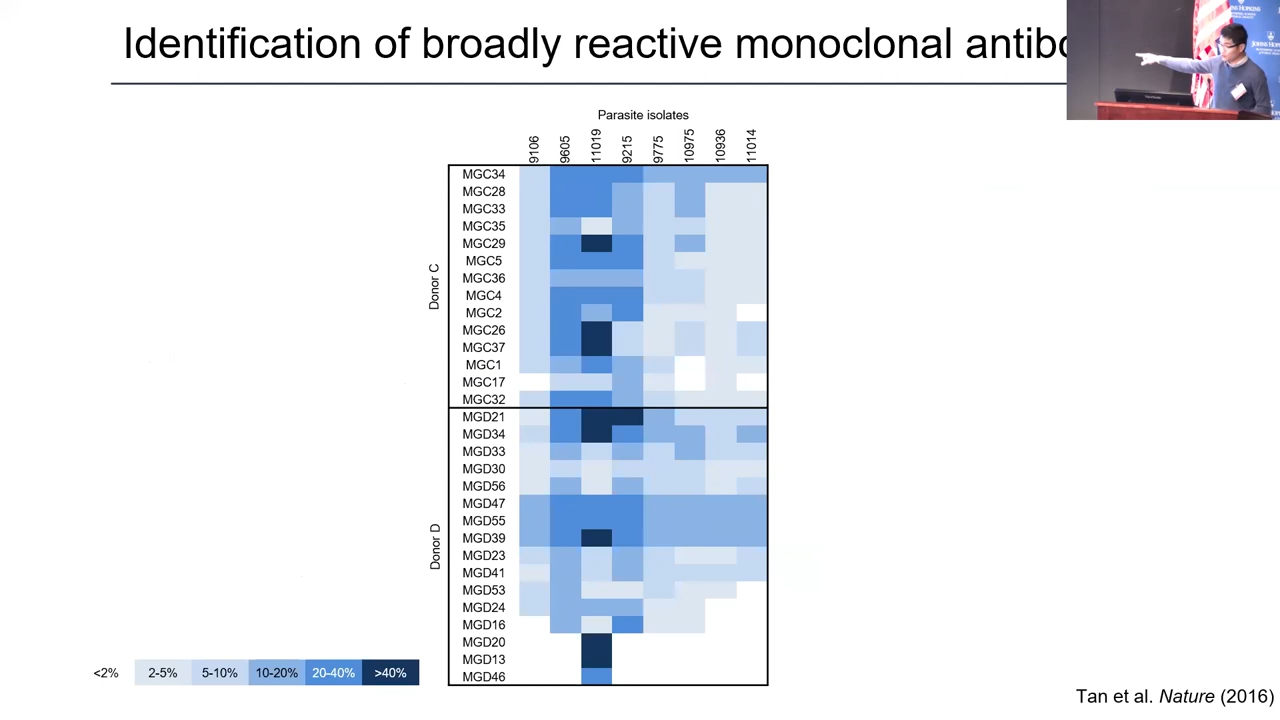 Identification of broadly reactive monoclonal
JOHNS HOPKINS
Parasite isolates
9106 9605 11019 9215 9775 10975 10936 11014
Donor C
MGC34
MGC28
MGC33
MGC35
MGC29
MGC5
MGC36
MGC4
MGC2
MGC26
MGC37
MGC1
MGC17
MGC32
Donor D
MGD21
MGD34
MGD33
MGD30
MGD56
MGD47
MGD55
MGD39
MGD23
MGD41
MGD53
MGD24
MGD16
MGD20
MGD13
MGD46
<2% 2-5% 5-10% 10-20% 20-40% >40%
Tan et al. Nature (2016)